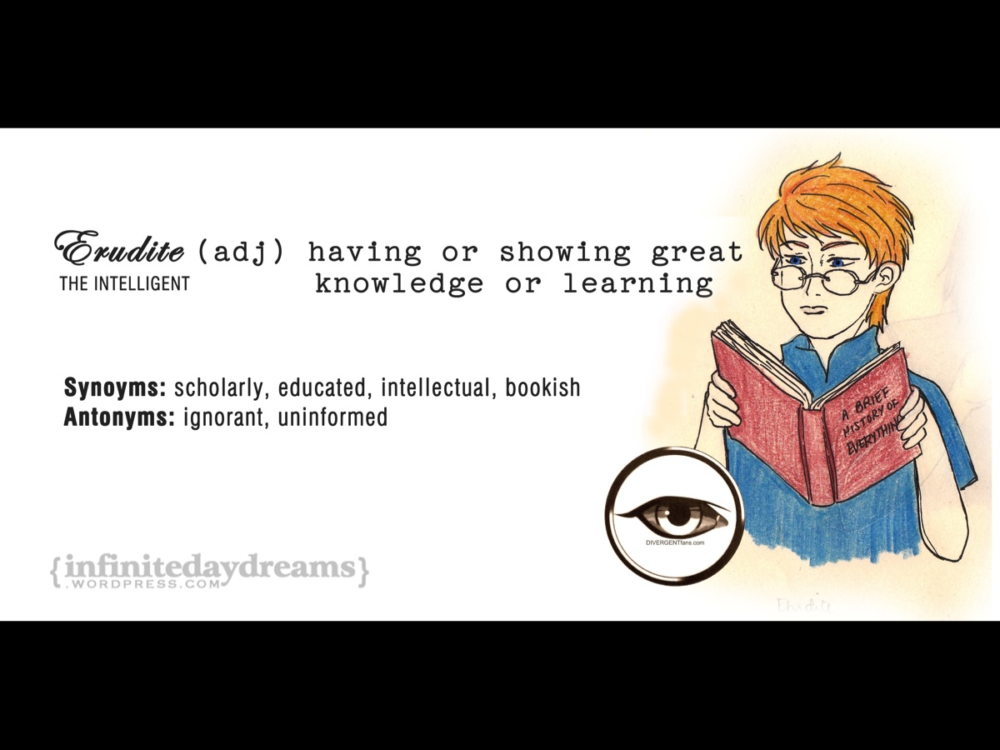 Erudite (adj) having or showing great
THE INTELLIGENT knowledge or learning
Synoyms: scholarly, educated, intellectual, bookish
Antonyms: ignorant, uninformed
A BRIEF
HISTORY OF
EVERYTHING
DIVERGENTfans.com
{infinitedaydreams}
.WORDPRESS.COM
Erudite